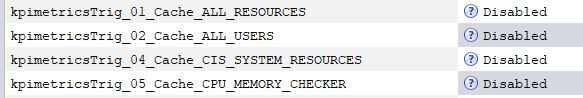 kpimetricsTrig_01_Cache_ALL_RESOURCES ? Disabled
kpimetricsTrig_02_Cache_ALL_USERS ? Disabled
kpimetricsTrig_04_Cache_CIS_SYSTEM_RESOURCES ? Disabled
kpimetricsTrig_05_Cache_CPU_MEMORY_CHECKER ? Disabled